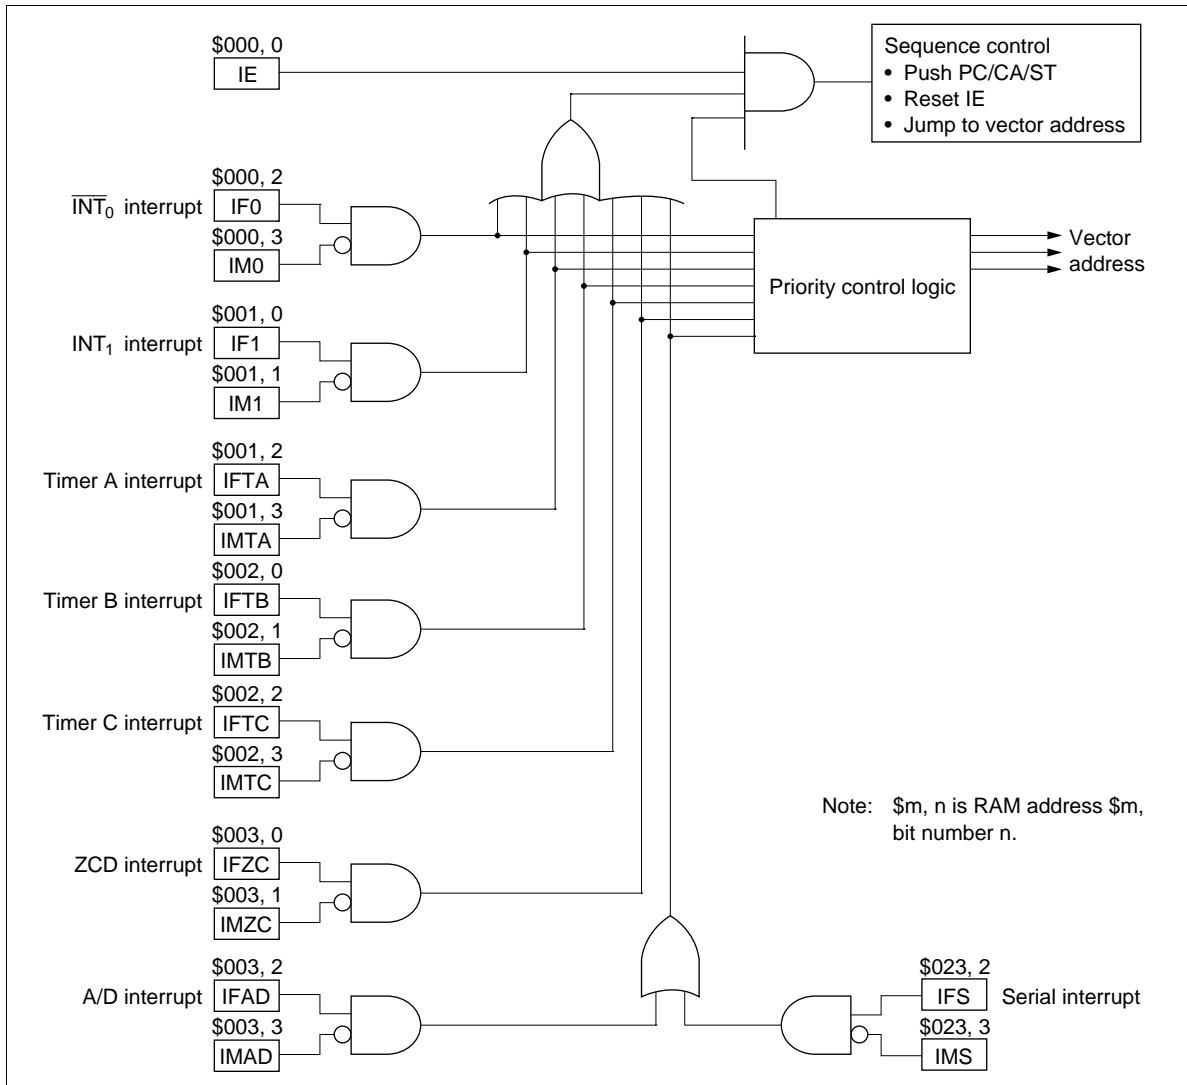 $000, 0
IE
Sequence control
• Push PC/CA/ST
• Reset IE
• Jump to vector address
$000, 2
INT0 interrupt
IF0
$000, 3
IM0
Vector
address
Priority control logic
$001, 0
INT1 interrupt
IF1
$001, 1
IM1
$001, 2
Timer A interrupt
IFTA
$001, 3
IMTA
$002, 0
Timer B interrupt
IFTB
$002, 1
IMTB
$002, 2
Timer C interrupt
IFTC
$002, 3
IMTC
Note: $m, n is RAM address $m,
bit number n.
$003, 0
ZCD interrupt
IFZC
$003, 1
IMZC
$003, 2
A/D interrupt
IFAD
$003, 3
IMAD
$023, 2
IFS
Serial interrupt
$023, 3
IMS